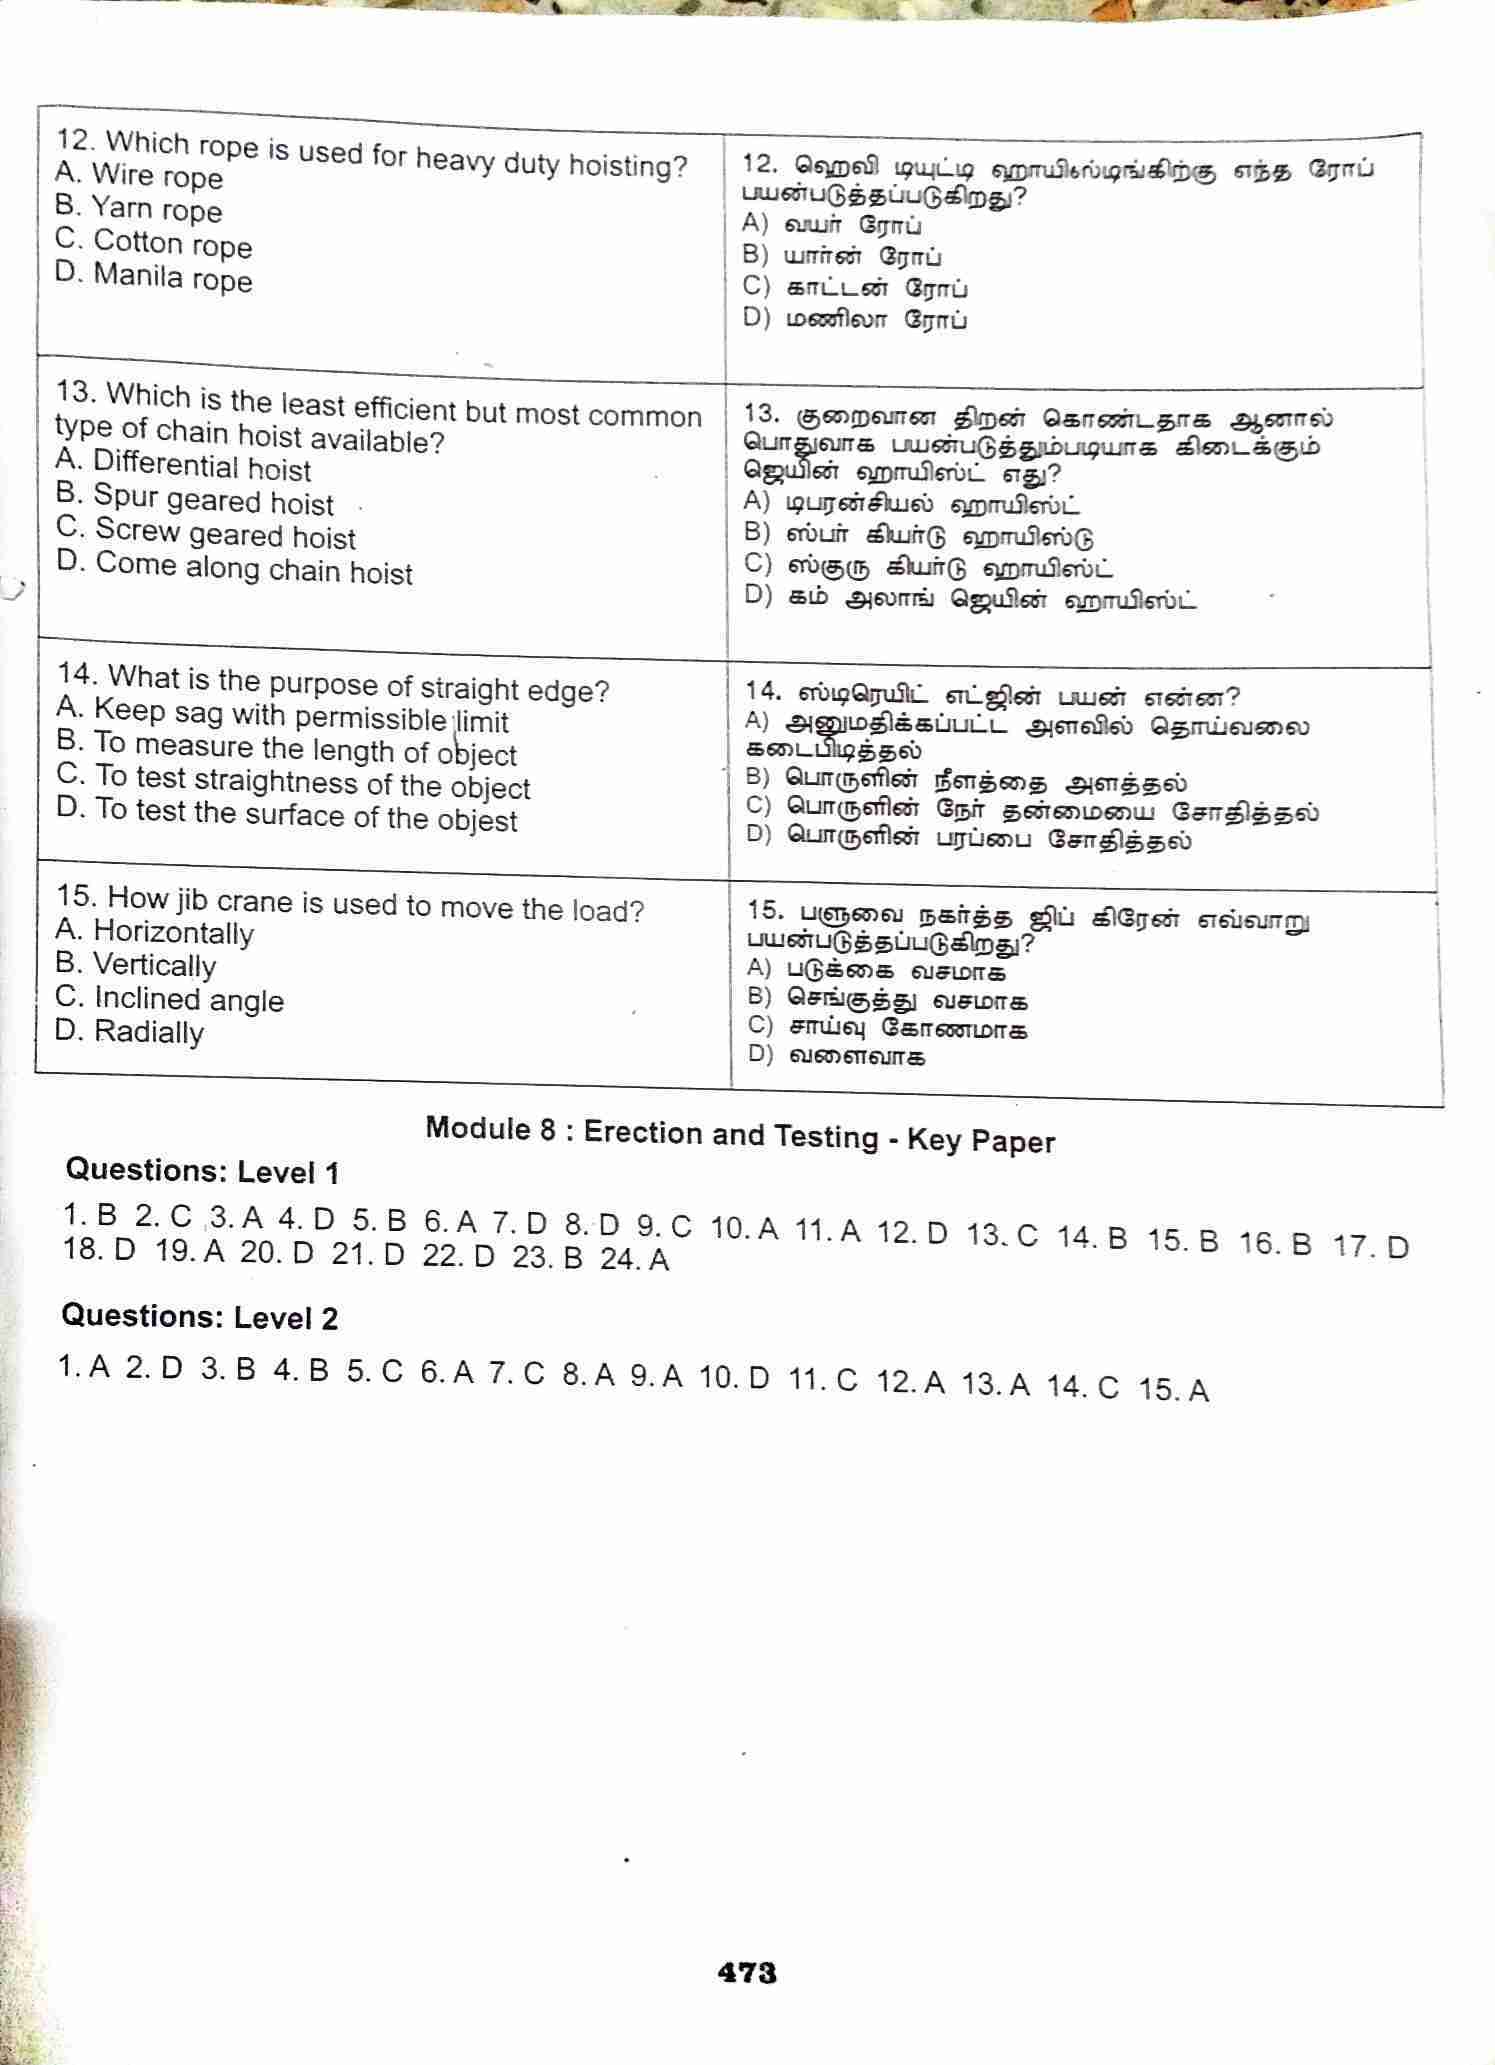 12. Which rope is used for heavy duty hoisting?
A. Wire rope
B. Yarn rope
C. Cotton rope
D. Manila rope
12. ஹெவி டியுட்டி ஹாயிஸ்டிங்கிற்கு எந்த ரோப்
பயன்படுத்தப்படுகிறது?
A) வயர் ரோப்
B) யார்ன் ரோப்
C) காட்டன் ரோப்
D) மணிலா ரோப்
13. Which is the least efficient but most common
type of chain hoist available?
A. Differential hoist
B. Spur geared hoist
C. Screw geared hoist
D. Come along chain hoist
13. குறைவான திறன் கொண்டதாக ஆனால்
பொதுவாக பயன்படுத்தும்படியாக கிடைக்கும்
ஜெயின் ஹாயிஸ்ட் எது?
A) டிபரன்சியல் ஹாயிஸ்ட்
B) ஸ்பர் கியர்டு ஹாயிஸ்டு
C) ஸ்குரு கியர்டு ஹாயிஸ்ட்
D) கம் அலாங் ஜெயின் ஹாயிஸ்ட்
14. What is the purpose of straight edge?
A. Keep sag with permissible limit
B. To measure the length of object
C. To test straightness of the object
D. To test the surface of the objest
14. ஸ்டிரெயிட் எட்ஜின் பயன் என்ன?
A) அனுமதிக்கப்பட்ட அளவில் தொய்வலை
கடைபிடித்தல்
B) பொருளின் நீளத்தை அளத்தல்
C) பொருளின் நேர் தன்மையை சோதித்தல்
D) பொருளின் பரப்பை சோதித்தல்
15. How jib crane is used to move the load?
A. Horizontally
B. Vertically
C. Inclined angle
D. Radially
15. பளுவை நகர்த்த ஜிப் கிரேன் எவ்வாறு
பயன்படுத்தப்படுகிறது?
A) படுக்கை வசமாக
B) செங்குத்து வசமாக
C) சாய்வு கோணமாக
D) வளைவாக
Module 8 : Erection and Testing - Key Paper
Questions: Level 1
1. B 2. C 3. A 4. D 5. B 6. A 7. D 8. D 9. C 10. A 11. A 12. D 13. C 14. B 15. B 16. B 17. D
18. D 19. A 20. D 21. D 22. D 23. B 24. A
Questions: Level 2
1. A 2. D 3. B 4. B 5. C 6. A 7. C 8. A 9. A 10. D 11. C 12. A 13. A 14. C 15. A
473